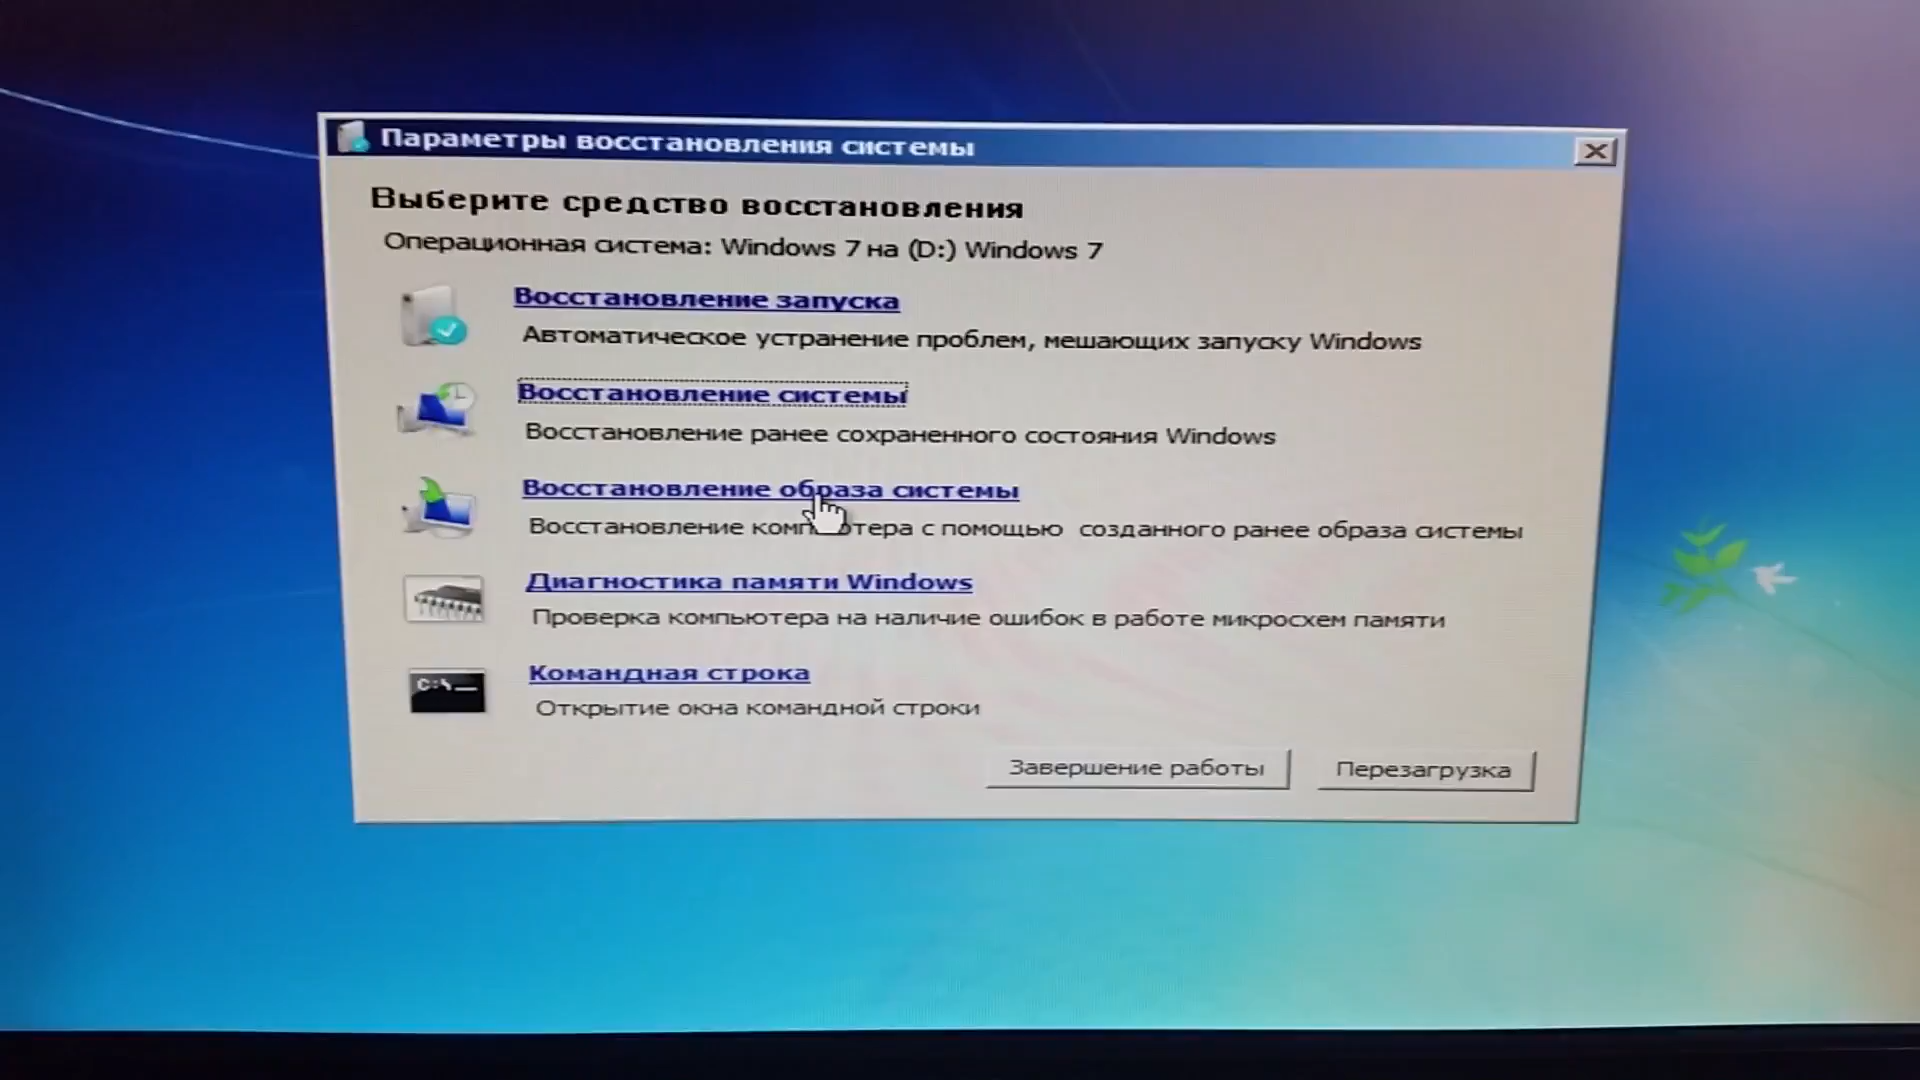 Параметры восстановления системы
Выберите средство восстановления
Операционная система: Windows 7 на (D:) Windows 7
Восстановление запуска
Автоматическое устранение проблем, мешающих запуску Windows
Восстановление системы
Восстановление ранее сохраненного состояния Windows
Восстановление образа системы
Восстановление компьютера с помощью созданного ранее образа системы
Диагностика памяти Windows
Проверка компьютера на наличие ошибок в работе микросхем памяти
C:\
Командная строка
Открытие окна командной строки
Завершение работы
Перезагрузка